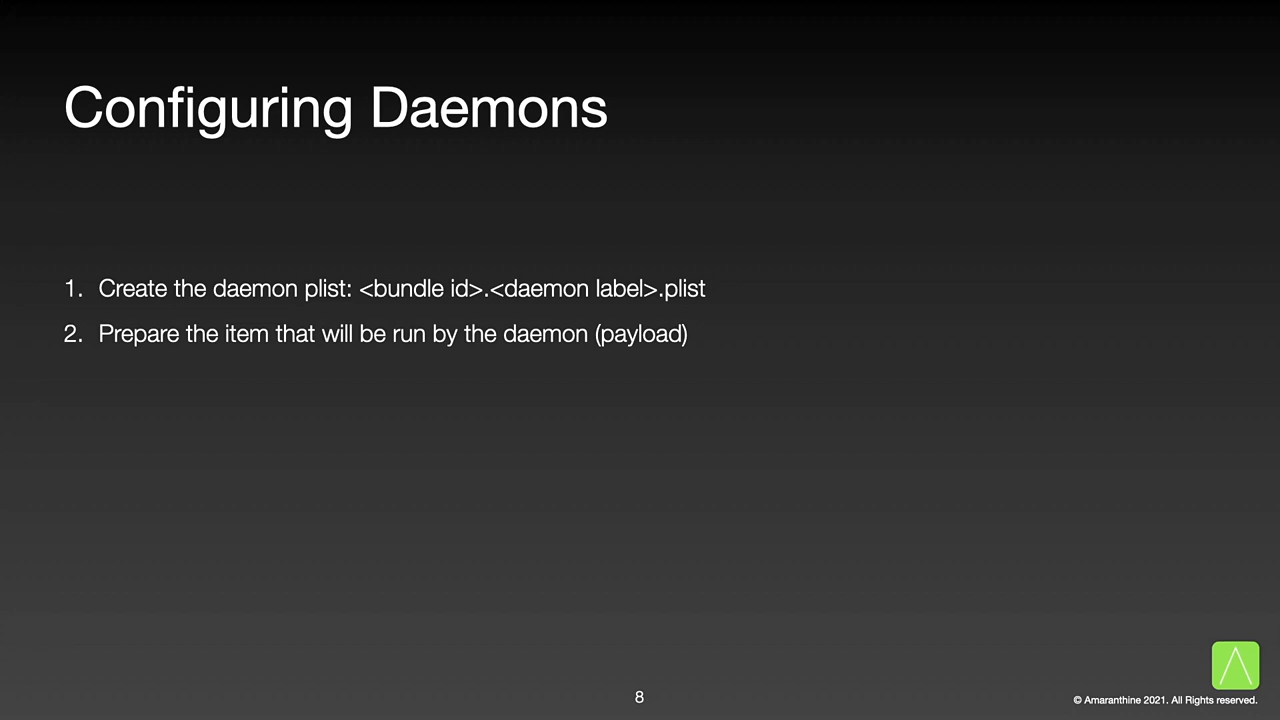 Configuring Daemons
1. Create the daemon plist: <bundle id>.<daemon label>.plist
2. Prepare the item that will be run by the daemon (payload)
8
© Amaranthine 2021. All Rights reserved.